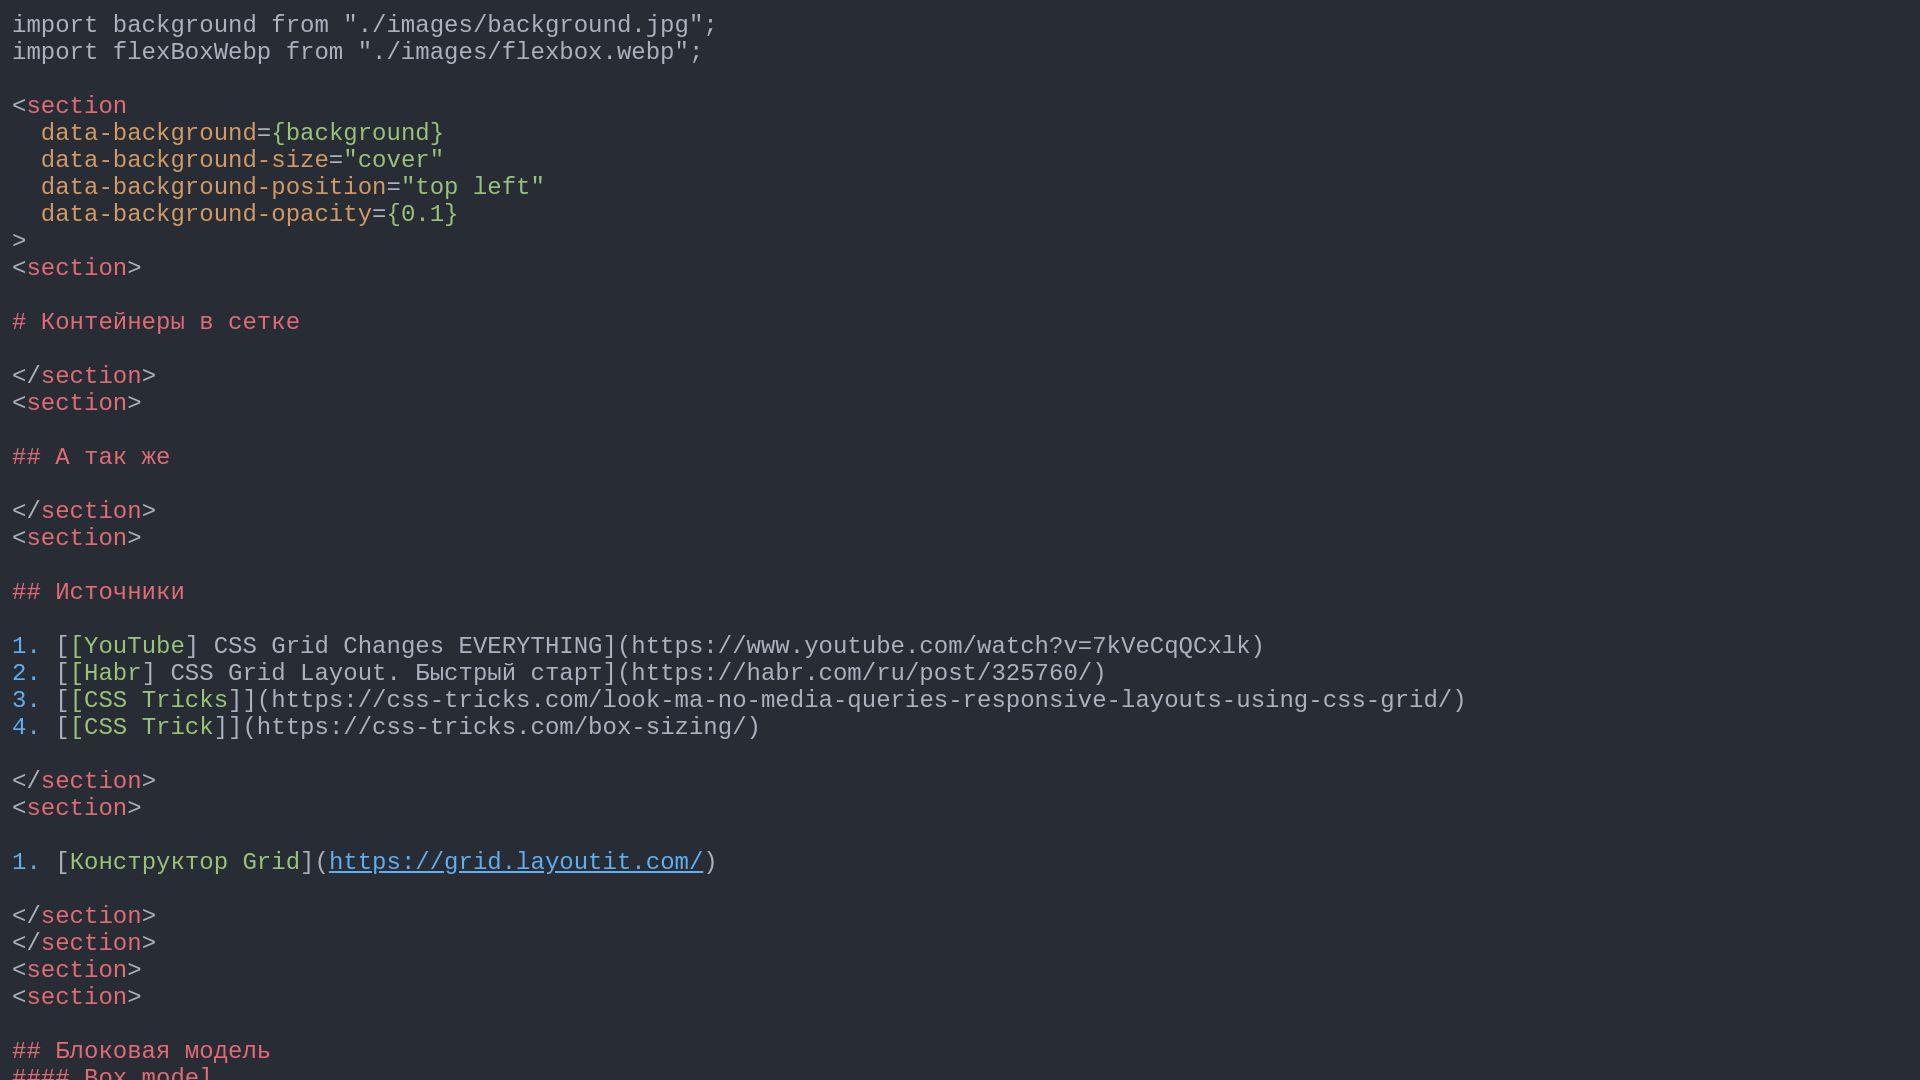 import background from "./images/background.jpg";
import flexBoxWebp from "./images/flexbox.webp";
<section
data-background={background}
data-background-size="cover"
data-background-position="top left"
data-background-opacity={0.1}
>
<section>
# Контейнеры в сетке
</section>
<section>
## А так же
</section>
<section>
## Источники
1. [[YouTube] CSS Grid Changes EVERYTHING](https://www.youtube.com/watch?v=7kVeCqQCxlk)
2. [[Habr] CSS Grid Layout. Быстрый старт](https://habr.com/ru/post/325760/)
3. [[CSS Tricks]](https://css-tricks.com/look-ma-no-media-queries-responsive-layouts-using-css-grid/)
4. [[CSS Trick]](https://css-tricks.com/box-sizing/)
</section>
<section>
1. [Конструктор Grid](https://grid.layoutit.com/)
</section>
</section>
<section>
<section>
## Блоковая модель
#### Box model